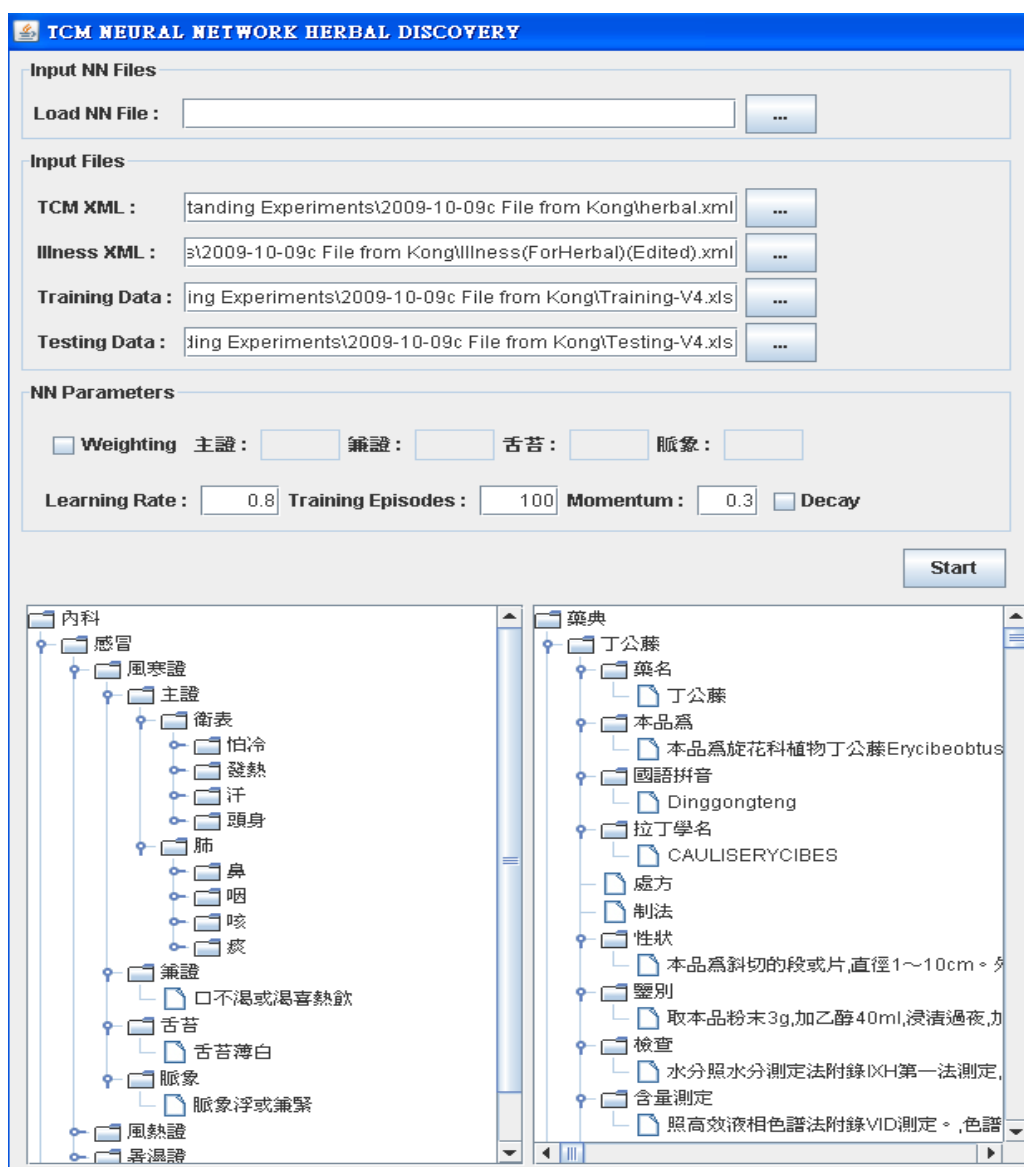 TCM NEURAL NETWORK HERBAL DISCOVERY
Input NN Files
Load NN File :
...
Input Files
TCM XML : tanding Experiments\2009-10-09c File from Kong\herbal.xml ...
Illness XML : s\2009-10-09c File from Kong\Illness(ForHerbal)(Edited).xml ...
Training Data : ing Experiments\2009-10-09c File from Kong\Training-V4.xls ...
Testing Data : ding Experiments\2009-10-09c File from Kong\Testing-V4.xls ...
NN Parameters
Weighting 主證 : 兼證 : 舌苔 : 脈象 :
Learning Rate : 0.8 Training Episodes : 100 Momentum : 0.3 Decay
Start
內科
感冒
風寒證
主證
衛表
怕冷
發熱
汗
頭身
肺
鼻
咽
咳
痰
兼證
口不渴或渴喜熱飲
舌苔
舌苔薄白
脈象
脈象浮或兼緊
風熱證
暑濕證
藥典
丁公藤
藥名
丁公藤
本品爲
本品爲旋花科植物丁公藤Erycibeobtus
國語拼音
Dinggongteng
拉丁學名
CAULISERYCIBES
處方
制法
性狀
本品爲斜切的段或片,直徑1～10cm。外
鑒別
取本品粉末3g,加乙醇40ml,浸漬過夜,加
檢查
水分照水分測定法附錄IXH第一法測定,
含量測定
照高效液相色譜法附錄VID測定。,色譜